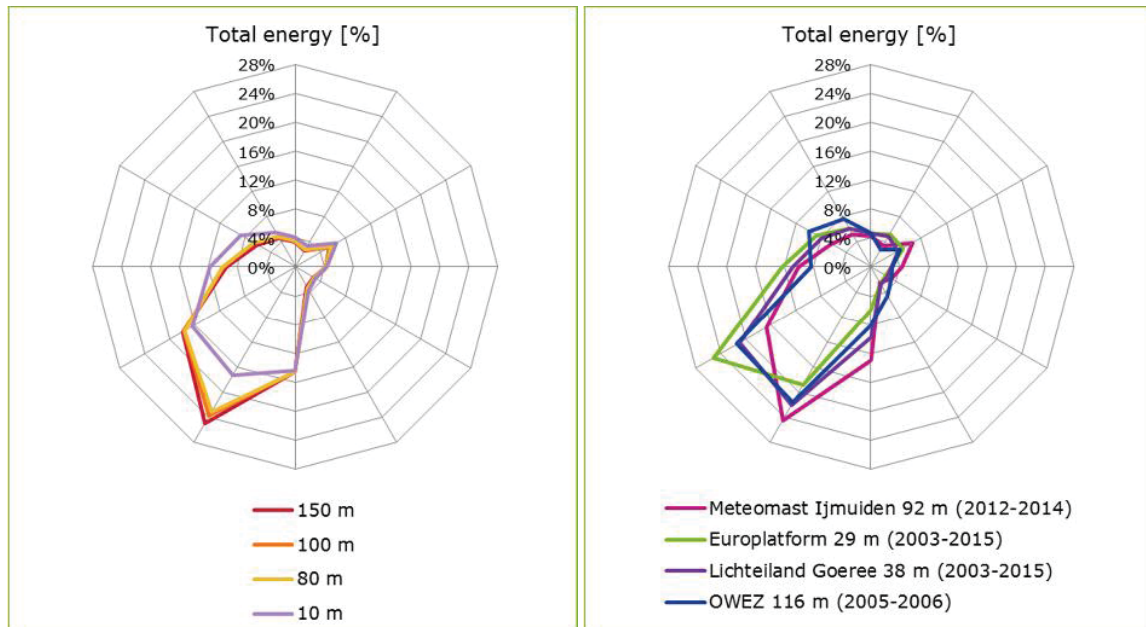 Total energy [%]
28%
24%
20%
16%
12%
8%
4%
0%
150 m
100 m
80 m
10 m
Total energy [%]
28%
24%
20%
16%
12%
8%
4%
0%
Meteomast Ijmuiden 92 m (2012-2014)
Europlatform 29 m (2003-2015)
Lichteiland Goeree 38 m (2003-2015)
OWEZ 116 m (2005-2006)